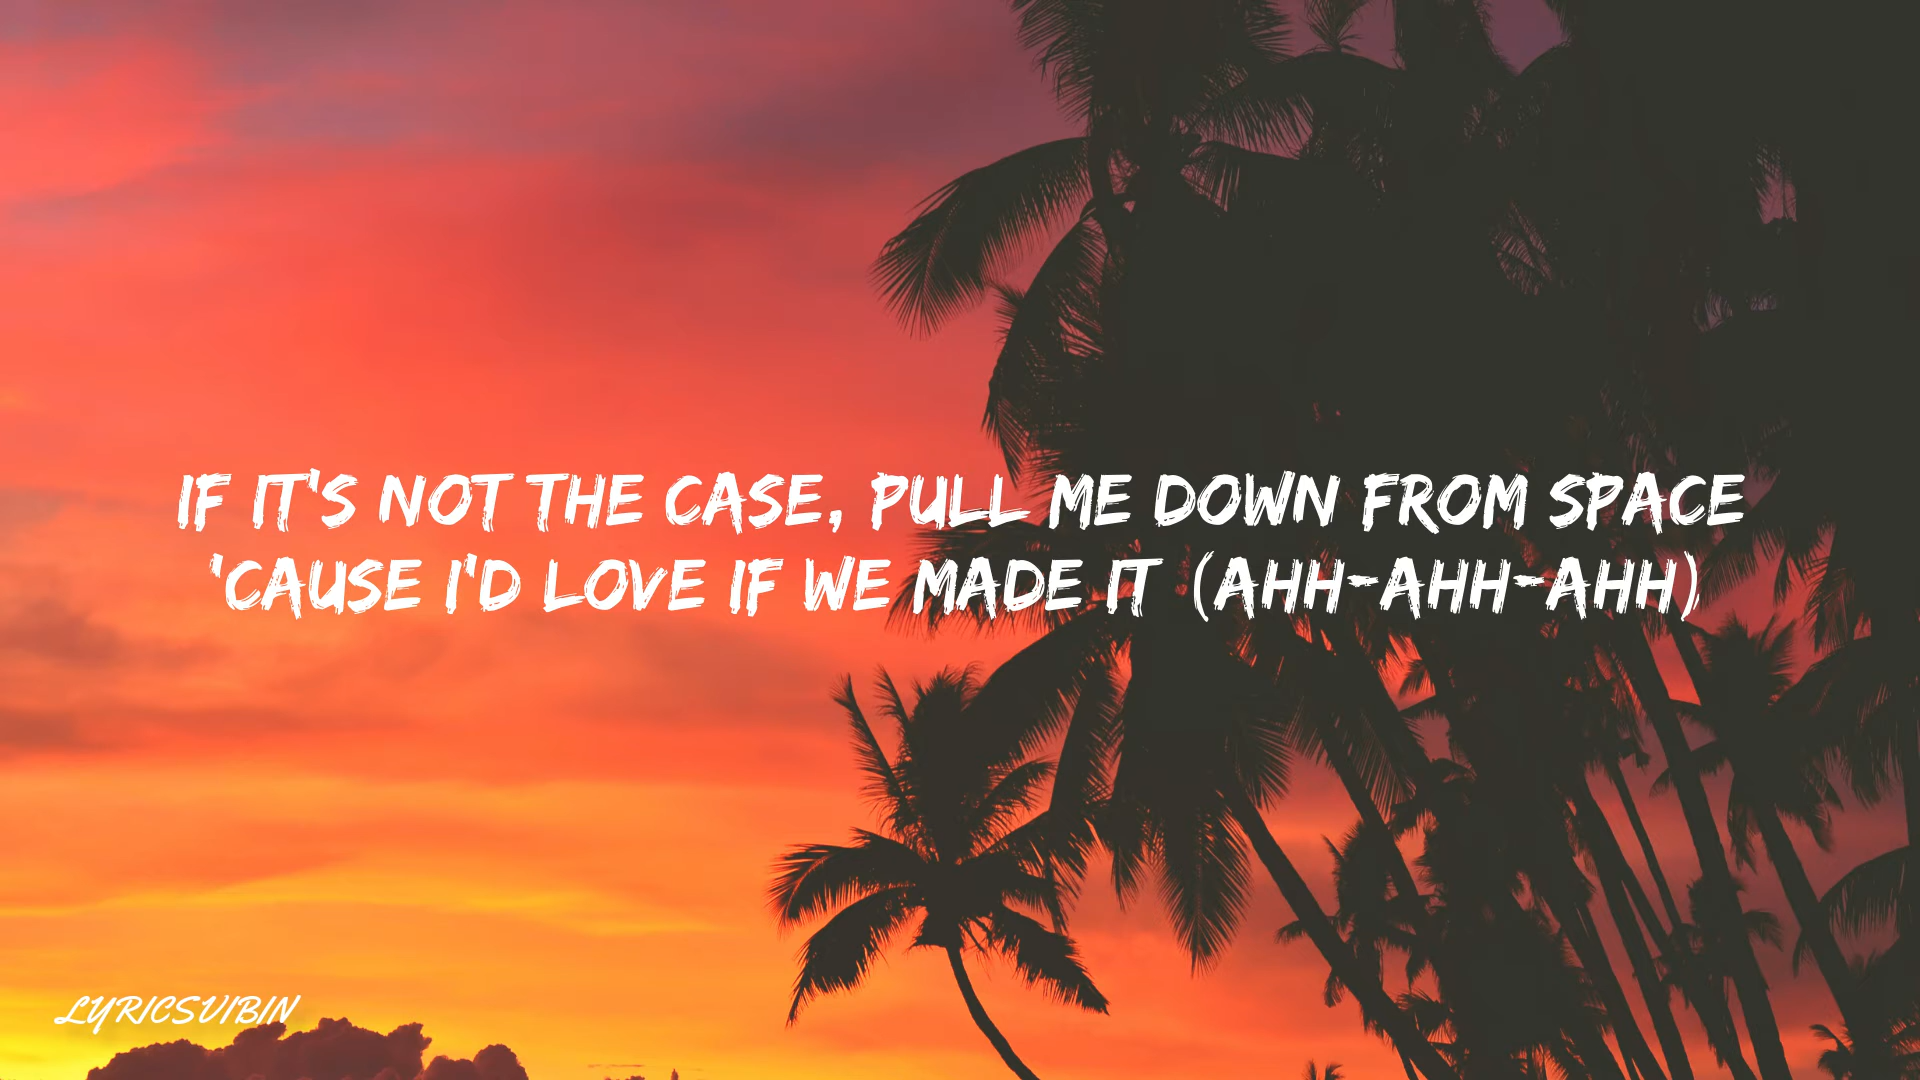 IF IT'S NOT THE CASE, PULL ME DOWN FROM SPACE
'CAUSE I'D LOVE IF WE MADE IT (AHH-AHH-AHH)
LYRICSVIBIN